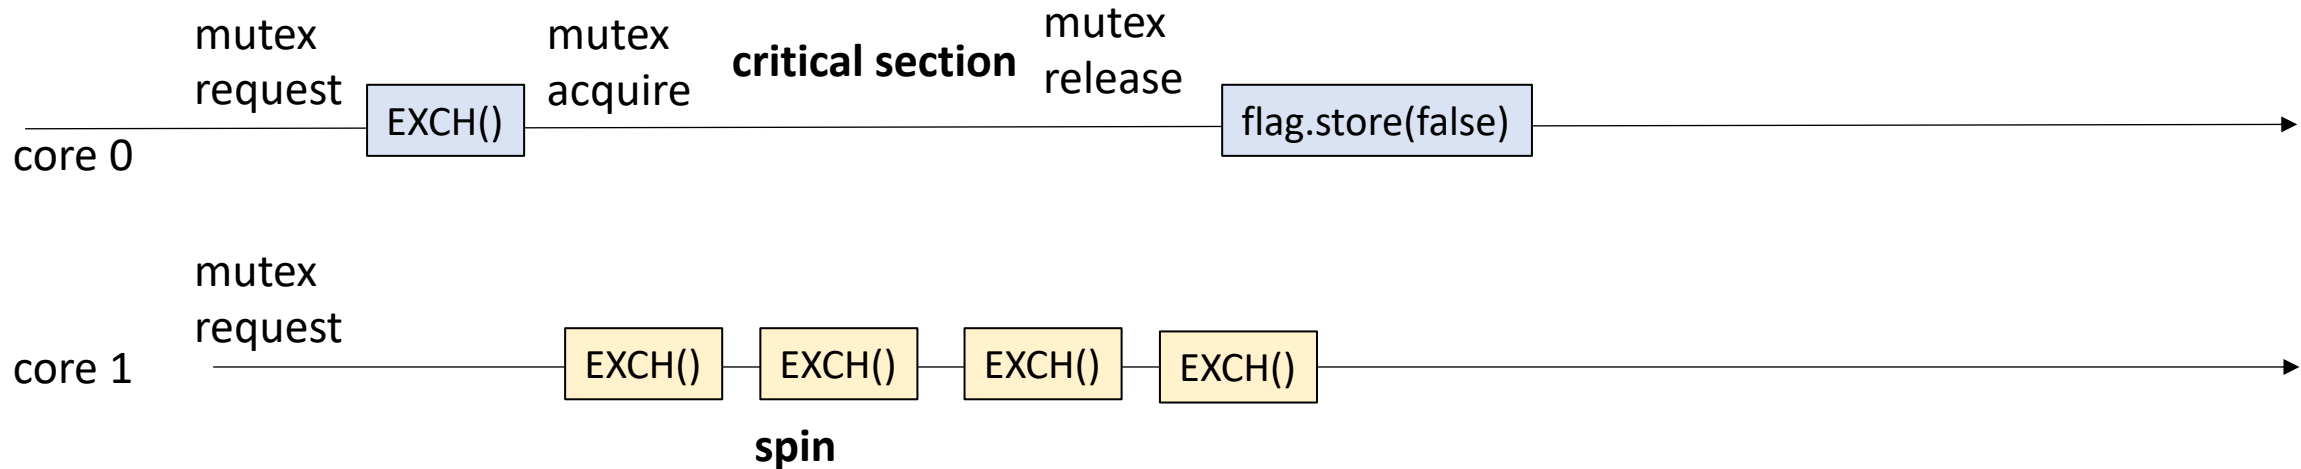 mutex
request
EXCH()
mutex
acquire
critical section
mutex
release
flag.store(false)
core 0
mutex
request
core 1
EXCH()
EXCH()
EXCH()
EXCH()
spin